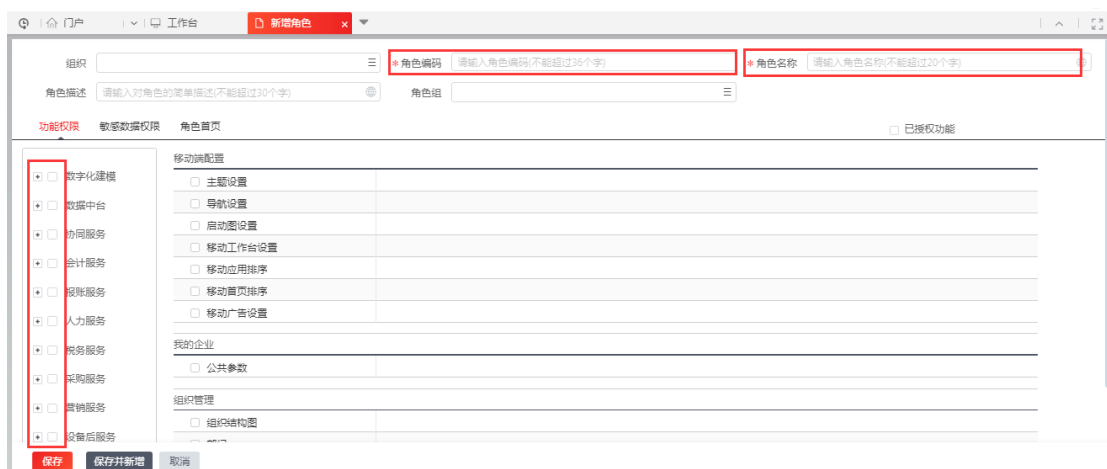 门户 工作台 新增角色 x
组织 *角色编码 请输入角色编码(不能超过36个字) *角色名称 请输入角色名称(不能超过20个字)
角色描述 请输入对角色的简单描述(不能超过30个字) 角色组
功能权限 敏感数据权限 角色首页 已授权功能
移动端配置
数字化建模 主题设置
数据中台 导航设置
协同服务 启动图设置
移动工作台设置
会计服务 移动应用排序
报账服务 移动首页排序
人力服务 移动广告设置
税务服务 我的企业
采购服务 公共参数
营销服务 组织管理
设备后服务 组织结构图
保存 保存并新增 取消